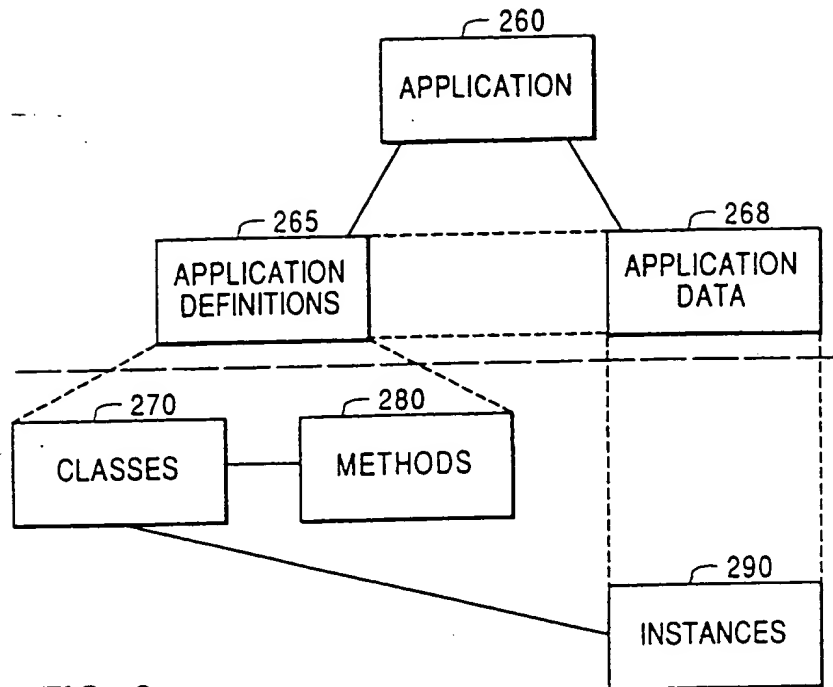 260
APPLICATION
265
APPLICATION
DEFINITIONS
268
APPLICATION
DATA
270
CLASSES
280
METHODS
290
INSTANCES